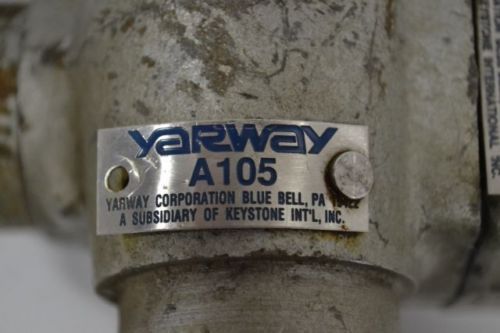 YARWAY
A105
YARWAY CORPORATION BLUE BELL, PA
A SUBSIDIARY OF KEYSTONE INT'L, INC.